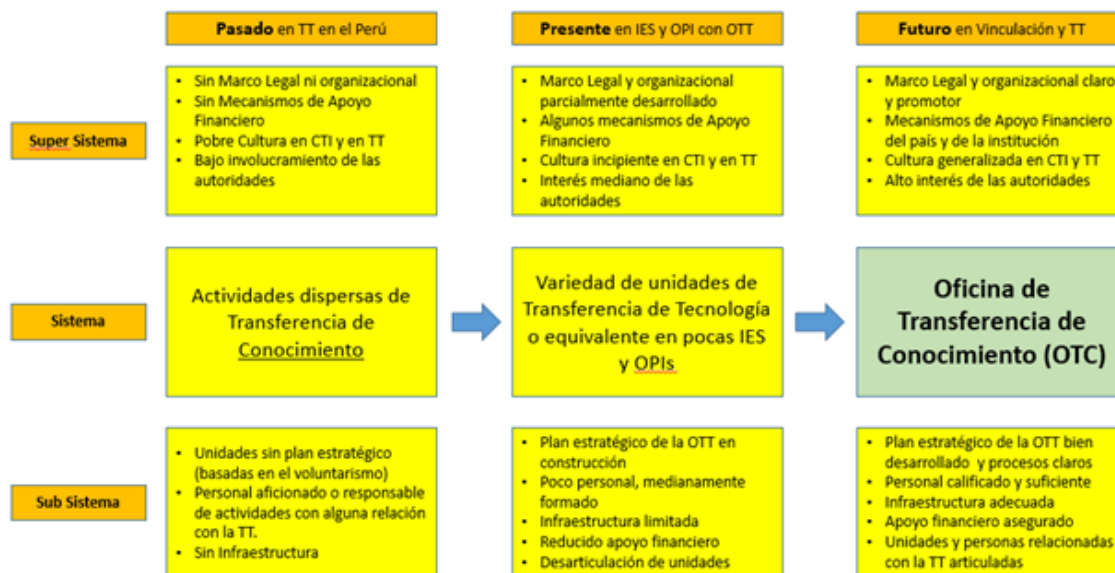 Pasado en TT en el Perú
Presente en IES y OPI con OTT
Futuro en Vinculación y TT
Super Sistema
• Sin Marco Legal ni organizacional
• Sin Mecanismos de Apoyo
Financiero
• Pobre Cultura en CTI y en TT
• Bajo involucramiento de las
autoridades
• Marco Legal y organizacional
parcialmente desarrollado
• Algunos mecanismos de Apoyo
Financiero
• Cultura incipiente en CTI y en TT
• Interés mediano de las
autoridades
• Marco Legal y organizacional claro
y promotor
• Mecanismos de Apoyo Financiero
del país y de la institución
• Cultura generalizada en CTI y TT
• Alto interés de las autoridades
Sistema
Actividades dispersas de
Transferencia de
Conocimiento
Variedad de unidades de
Transferencia de Tecnología
o equivalente en pocas IES
y OPIs
Oficina de
Transferencia de
Conocimiento (OTC)
Sub Sistema
• Unidades sin plan estratégico
(basadas en el voluntarismo)
• Personal aficionado o responsable
de actividades con alguna relación
con la TT.
• Sin Infraestructura
• Plan estratégico de la OTT en
construcción
• Poco personal, medianamente
formado
• Infraestructura limitada
• Reducido apoyo financiero
• Desarticulación de unidades
• Plan estratégico de la OTT bien
desarrollado y procesos claros
• Personal calificado y suficiente
• Infraestructura adecuada
• Apoyo financiero asegurado
• Unidades y personas relacionadas
con la TT articuladas